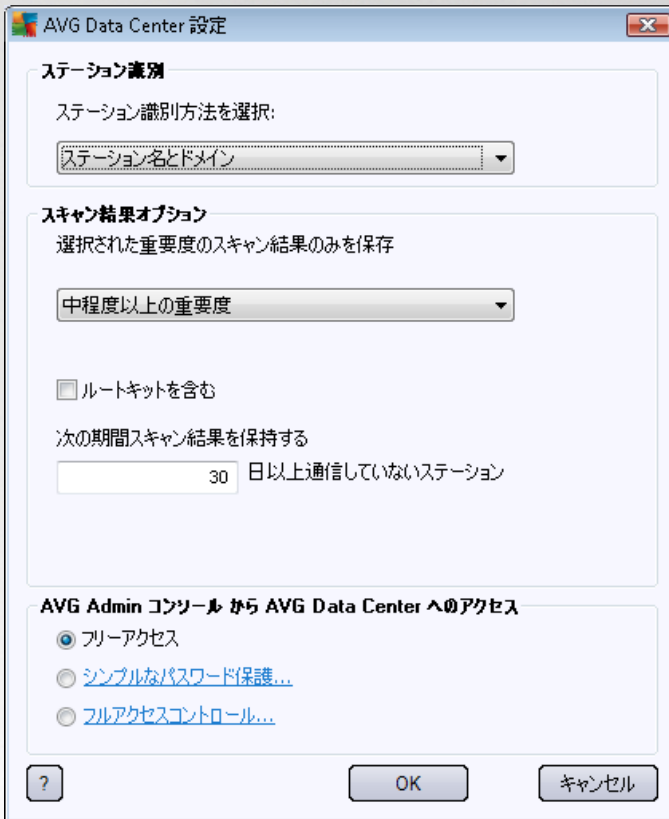 AVG Data Center 設定
ステーション識別
ステーション識別方法を選択:
ステーション名とドメイン
スキャン結果オプション
選択された重要度のスキャン結果のみを保存
中程度以上の重要度
ルートキットを含む
次の期間スキャン結果を保持する
30 日以上通信していないステーション
AVG Admin コンソール から AVG Data Center へのアクセス
フリーアクセス
シンプルなパスワード保護...
フルアクセスコントロール...
? OK キャンセル